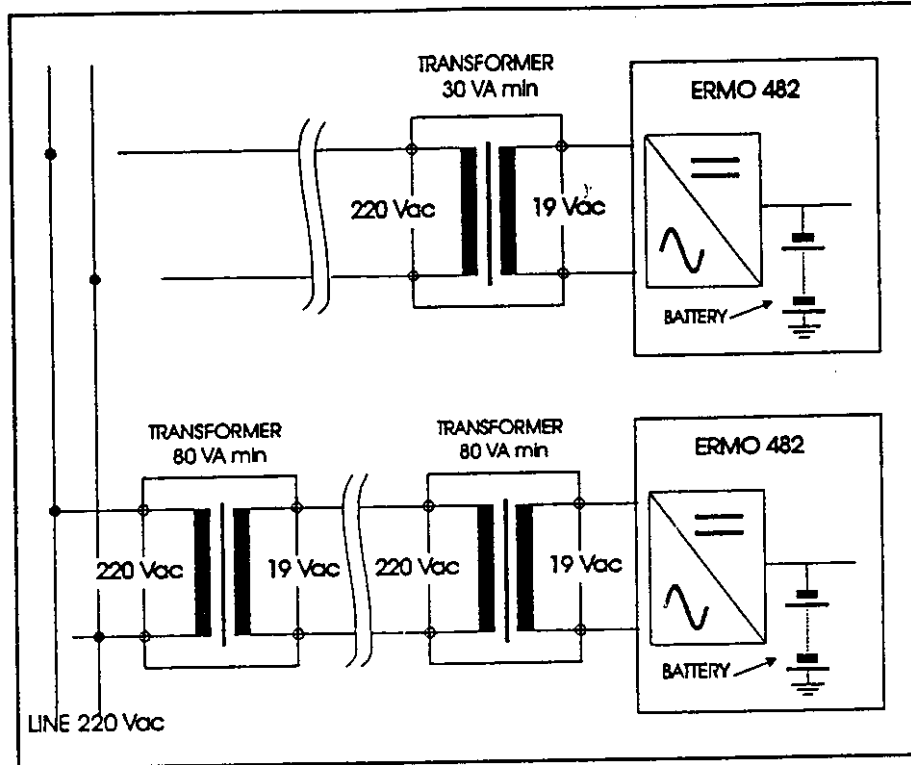 TRANSFORMER
30 VA min
ERMO 482
220 Vac
19 Vac
BATTERY
TRANSFORMER
80 VA min
TRANSFORMER
80 VA min
ERMO 482
220 Vac
19 Vac
220 Vac
19 Vac
BATTERY
LINE 220 Vac